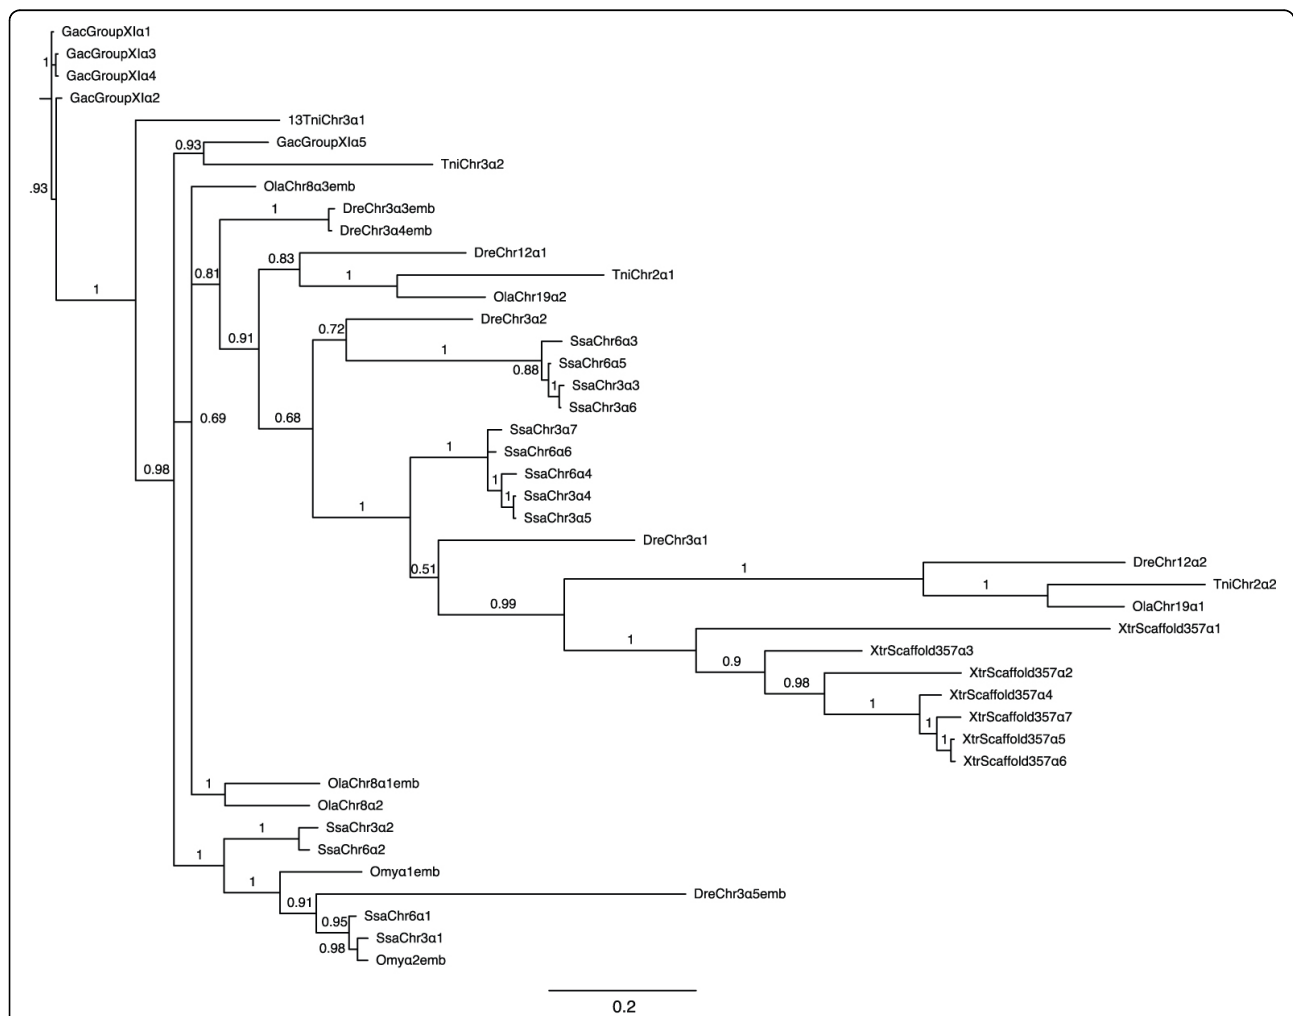 GacGroupXIα1
GacGroupXIα3
1
GacGroupXIα4
GacGroupXIα2
13TniChr3α1
GacGroupXIα5
0.93
TniChr3α2
.93
OlaChr8α3emb
1
DreChr3α3emb
DreChr3α4emb
DreChr12α1
0.83
0.81
1
TniChr2α1
1
OlaChr19α2
DreChr3α2
0.72
0.91
SsaChr6α3
1
SsaChr6α5
0.88
1
SsaChr3α3
SsaChr3α6
0.69
0.68
SsaChr3α7
1
SsaChr6α6
0.98
SsaChr6α4
1
1
SsaChr3α4
1
SsaChr3α5
DreChr3α1
DreChr12α2
0.51
1
1
TniChr2α2
0.99
OlaChr19α1
XtrScaffold357α1
1
XtrScaffold357α3
0.9
XtrScaffold357α2
0.98
XtrScaffold357α4
1
1
XtrScaffold357α7
1
XtrScaffold357α5
XtrScaffold357α6
1
OlaChr8α1emb
OlaChr8α2
1
SsaChr3α2
SsaChr6α2
1
Omyα1emb
1
DreChr3α5emb
0.91
SsaChr6α1
0.95
SsaChr3α1
0.98
Omyα2emb
0.2